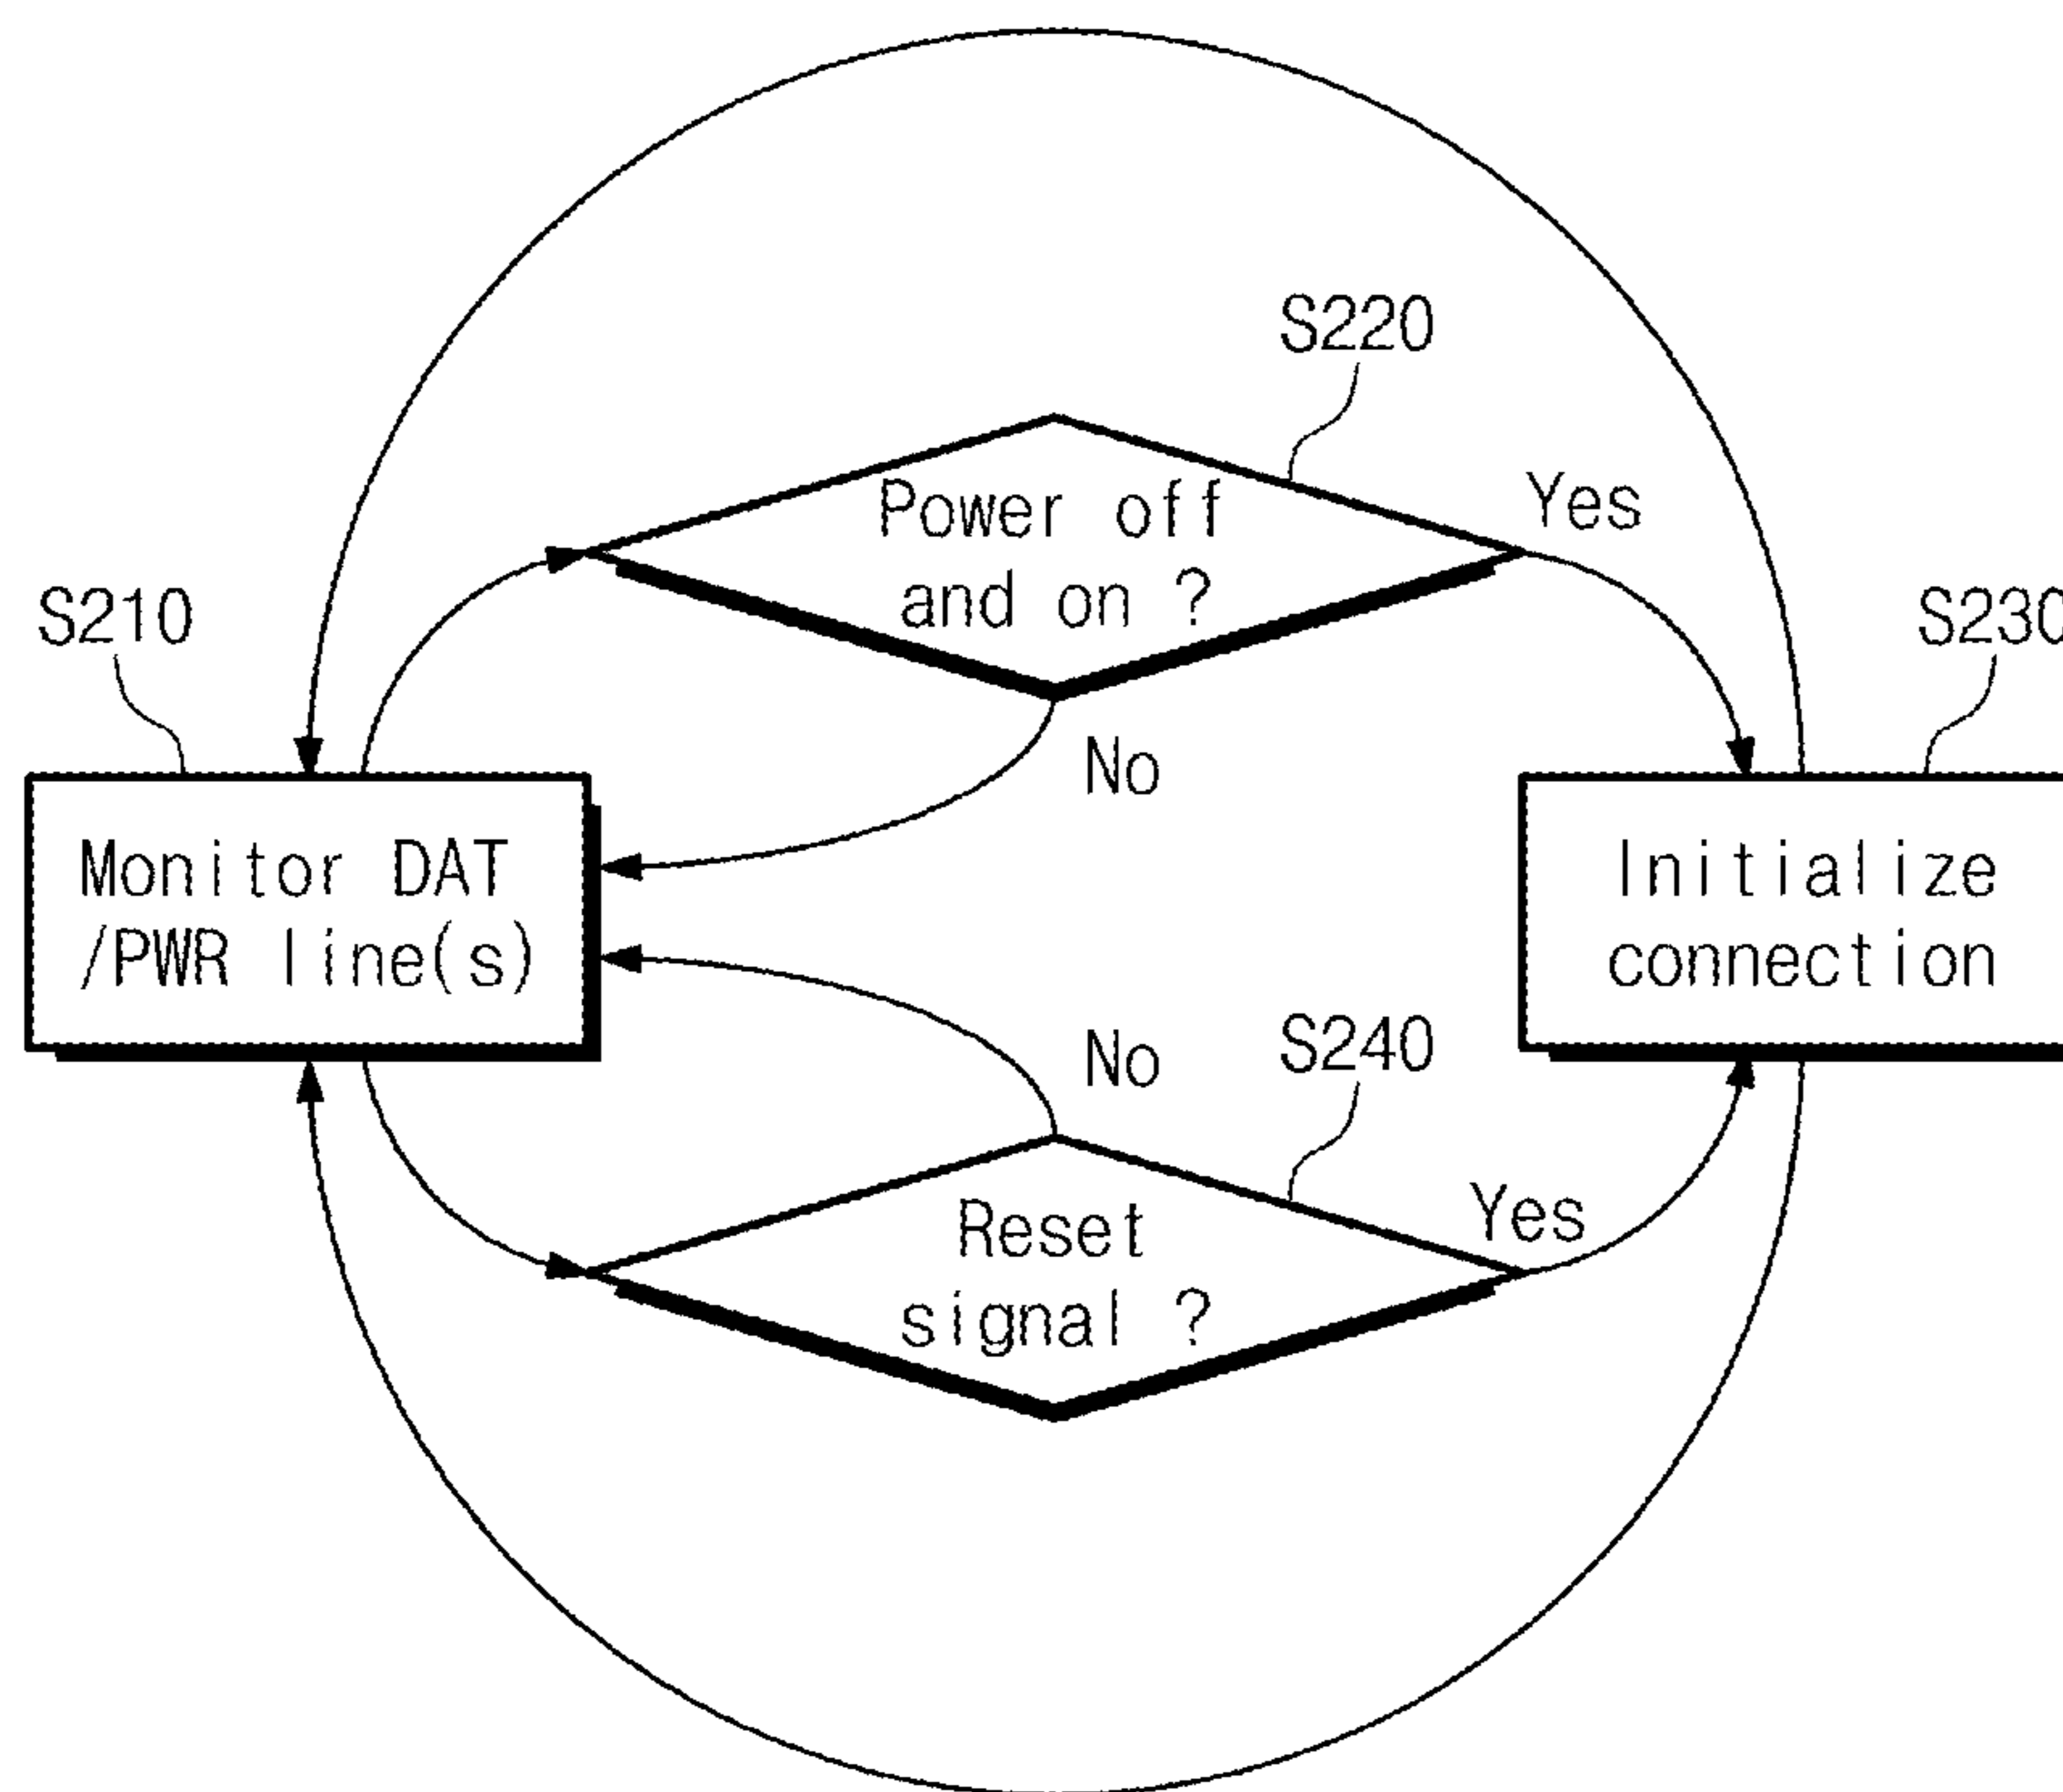 S220
Power off
and on ?
Yes
S210
S230
No
Monitor DAT
/PWR line(s)
Initialize
connection
No
S240
Reset
signal ?
Yes